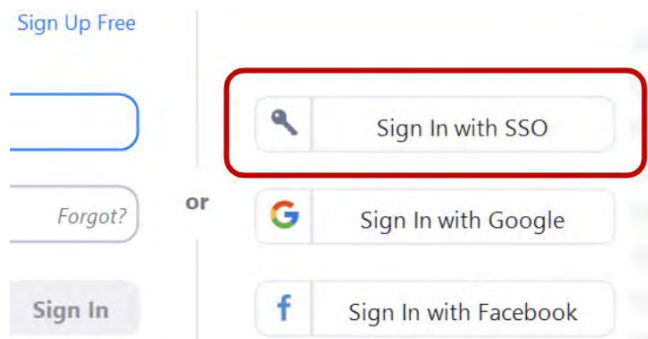 Sign Up Free
Forgot?
Sign In
or
Sign In with SSO
Sign In with Google
Sign In with Facebook